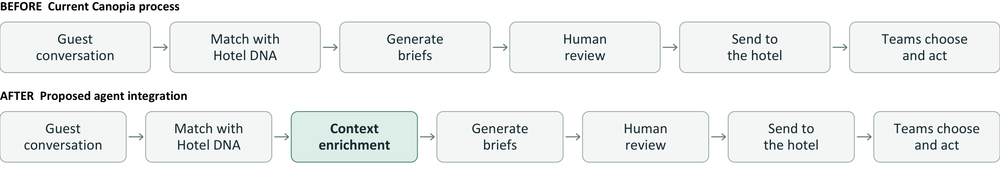 BEFORE  Current Canopia process
Guest
conversation
Match with
Hotel DNA
Generate
briefs
Human
review
Send to
the hotel
Teams choose
and act
AFTER  Proposed agent integration
Guest
conversation
Match with
Hotel DNA
Context
enrichment
Generate
briefs
Human
review
Send to
the hotel
Teams choose
and act